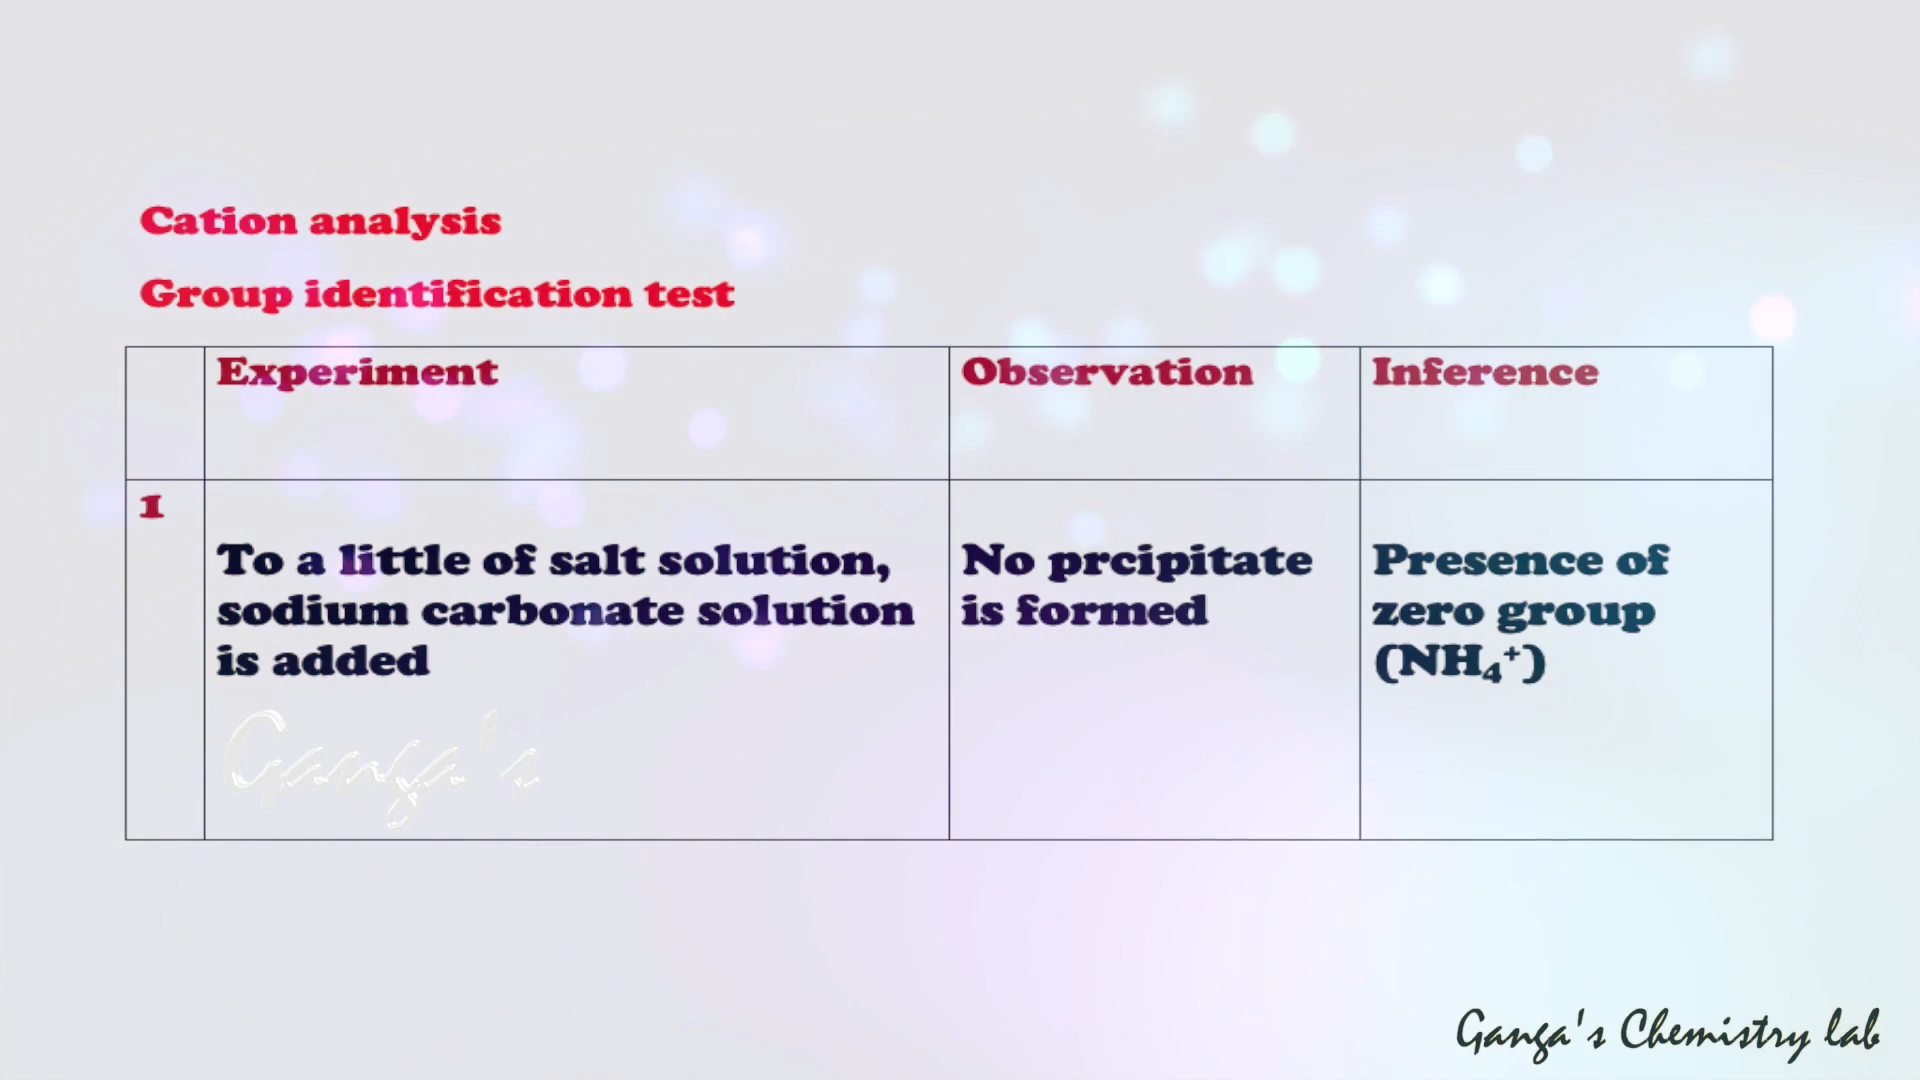 Cation analysis
Group identification test
Experiment
Observation
Inference
1
To a little of salt solution,
sodium carbonate solution
is added
No prcipitate
is formed
Presence of
zero group
(NH₄⁺)
Ganga's
Ganga's Chemistry lab